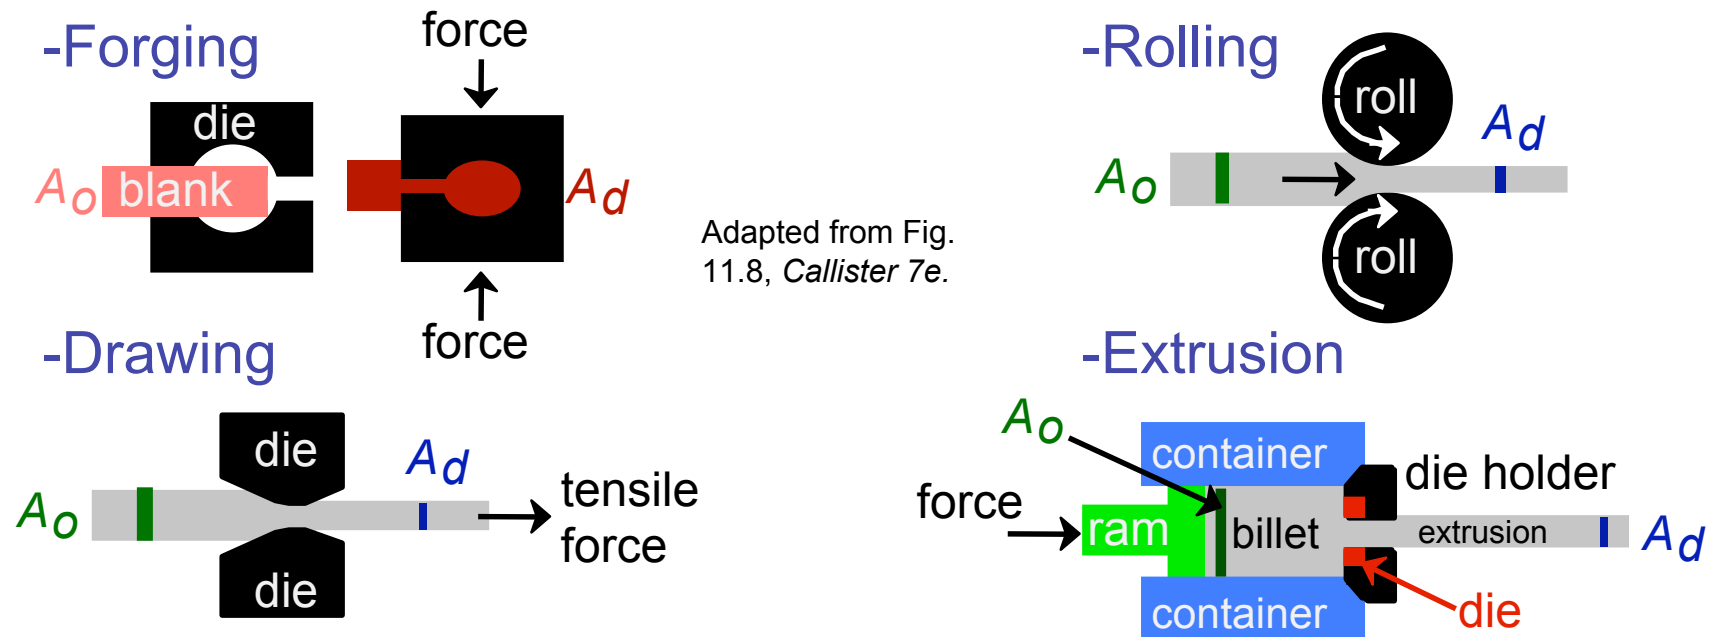 -Forging
force
die
Ao
blank
Ad
force
Adapted from Fig.
11.8, Callister 7e.
-Rolling
roll
Ad
Ao
roll
-Drawing
die
Ad
Ao
tensile
force
die
-Extrusion
Ao
container
die holder
force
ram
billet
extrusion
Ad
container
die